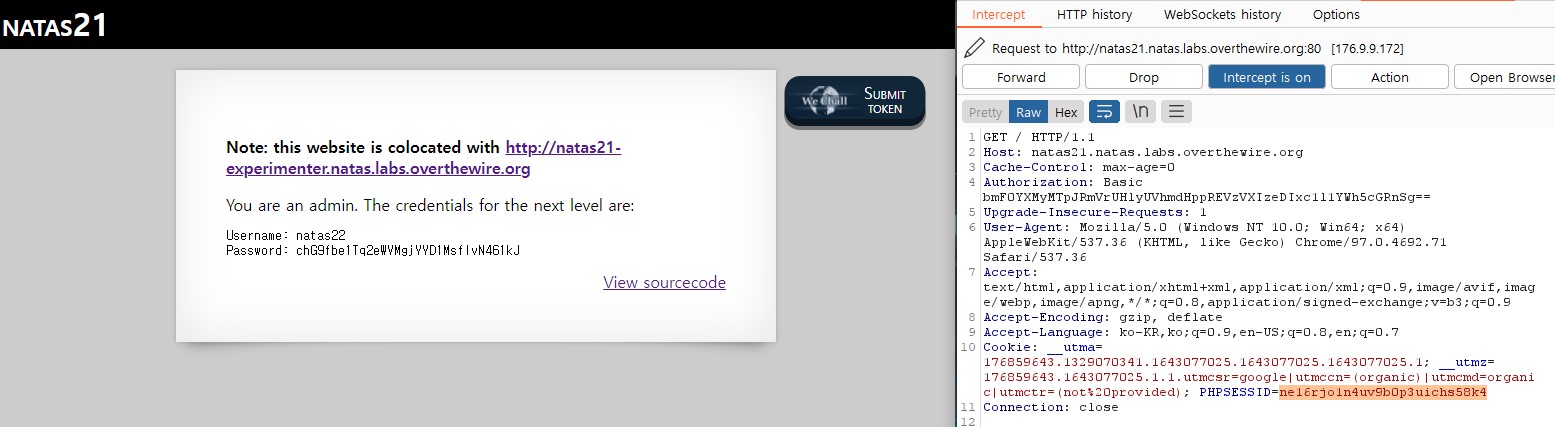 NATAS21
Note: this website is colocated with http://natas21-
experimenter.natas.labs.overthewire.org
You are an admin. The credentials for the next level are:
Username: natas22
Password: chG9fbe1Tq2eWVMgjYYD1MsfIvN461kJ
View sourcecode
We Chall
SUBMIT
TOKEN
Intercept HTTP history WebSockets history Options
Request to http://natas21.natas.labs.overthewire.org:80 [176.9.9.172]
Forward Drop Intercept is on Action Open Browser
Pretty Raw Hex \n
1 GET / HTTP/1.1
2 Host: natas21.natas.labs.overthewire.org
3 Cache-Control: max-age=0
4 Authorization: Basic
bmF0YXMyMTpJRmVrUHlyUVhmdHppREVzVXIzeDIxc1l1YWh5cGRnSg==
5 Upgrade-Insecure-Requests: 1
6 User-Agent: Mozilla/5.0 (Windows NT 10.0; Win64; x64)
AppleWebKit/537.36 (KHTML, like Gecko) Chrome/97.0.4692.71
Safari/537.36
7 Accept:
text/html,application/xhtml+xml,application/xml;q=0.9,image/avif,imag
e/webp,image/apng,*/*;q=0.8,application/signed-exchange;v=b3;q=0.9
8 Accept-Encoding: gzip, deflate
9 Accept-Language: ko-KR,ko;q=0.9,en-US;q=0.8,en;q=0.7
10 Cookie: __utma=
176859643.1329070341.1643077025.1643077025.1643077025.1; __utmz=
176859643.1643077025.1.1.utmcsr=google|utmccn=(organic)|utmcmd=organi
c|utmctr=(not%20provided); PHPSESSID=ne16rjo1n4uv9b0p3uichs58k4
11 Connection: close
12